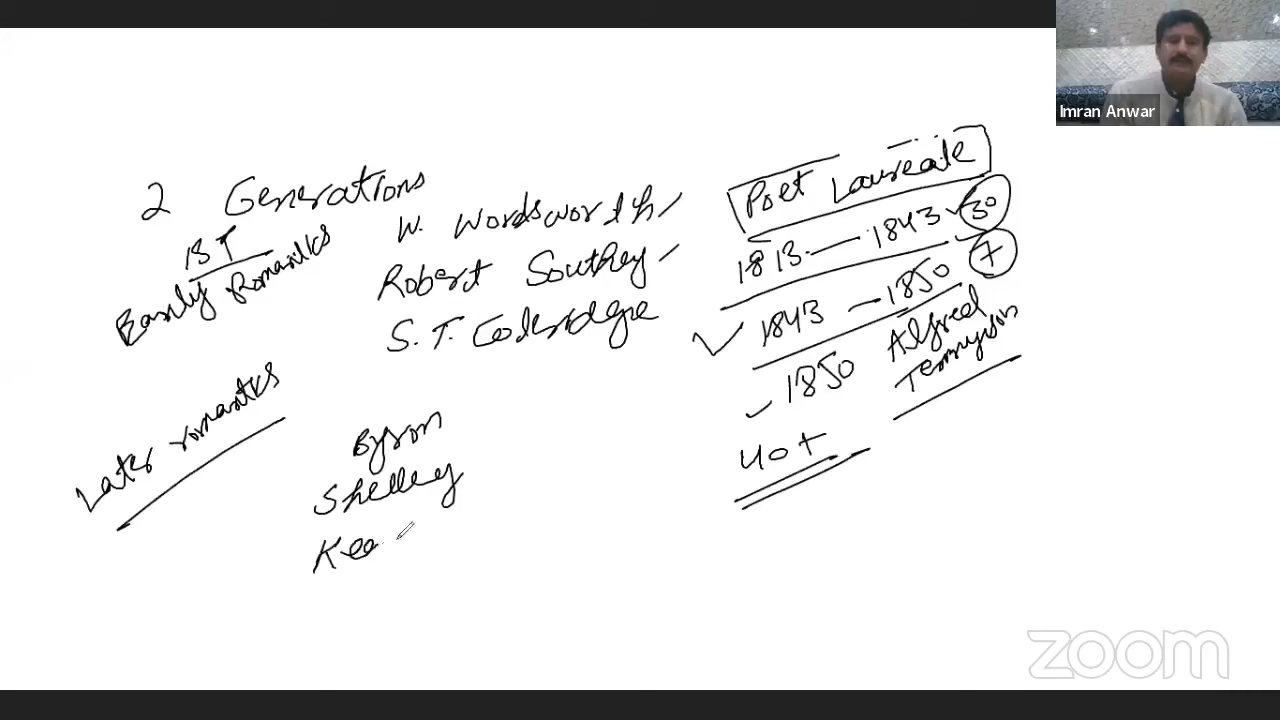 Imran Anwar
2 Generations
1ST
Early Romantics
W. Wordsworth
Robert Southey
S. T. Coleridge
Poet Laureate
1813 — 1843 30
1843 — 1850 7
1850 Alfred
Tennyson
40+
Later romantics
Byron
Shelley
Kea
zoom